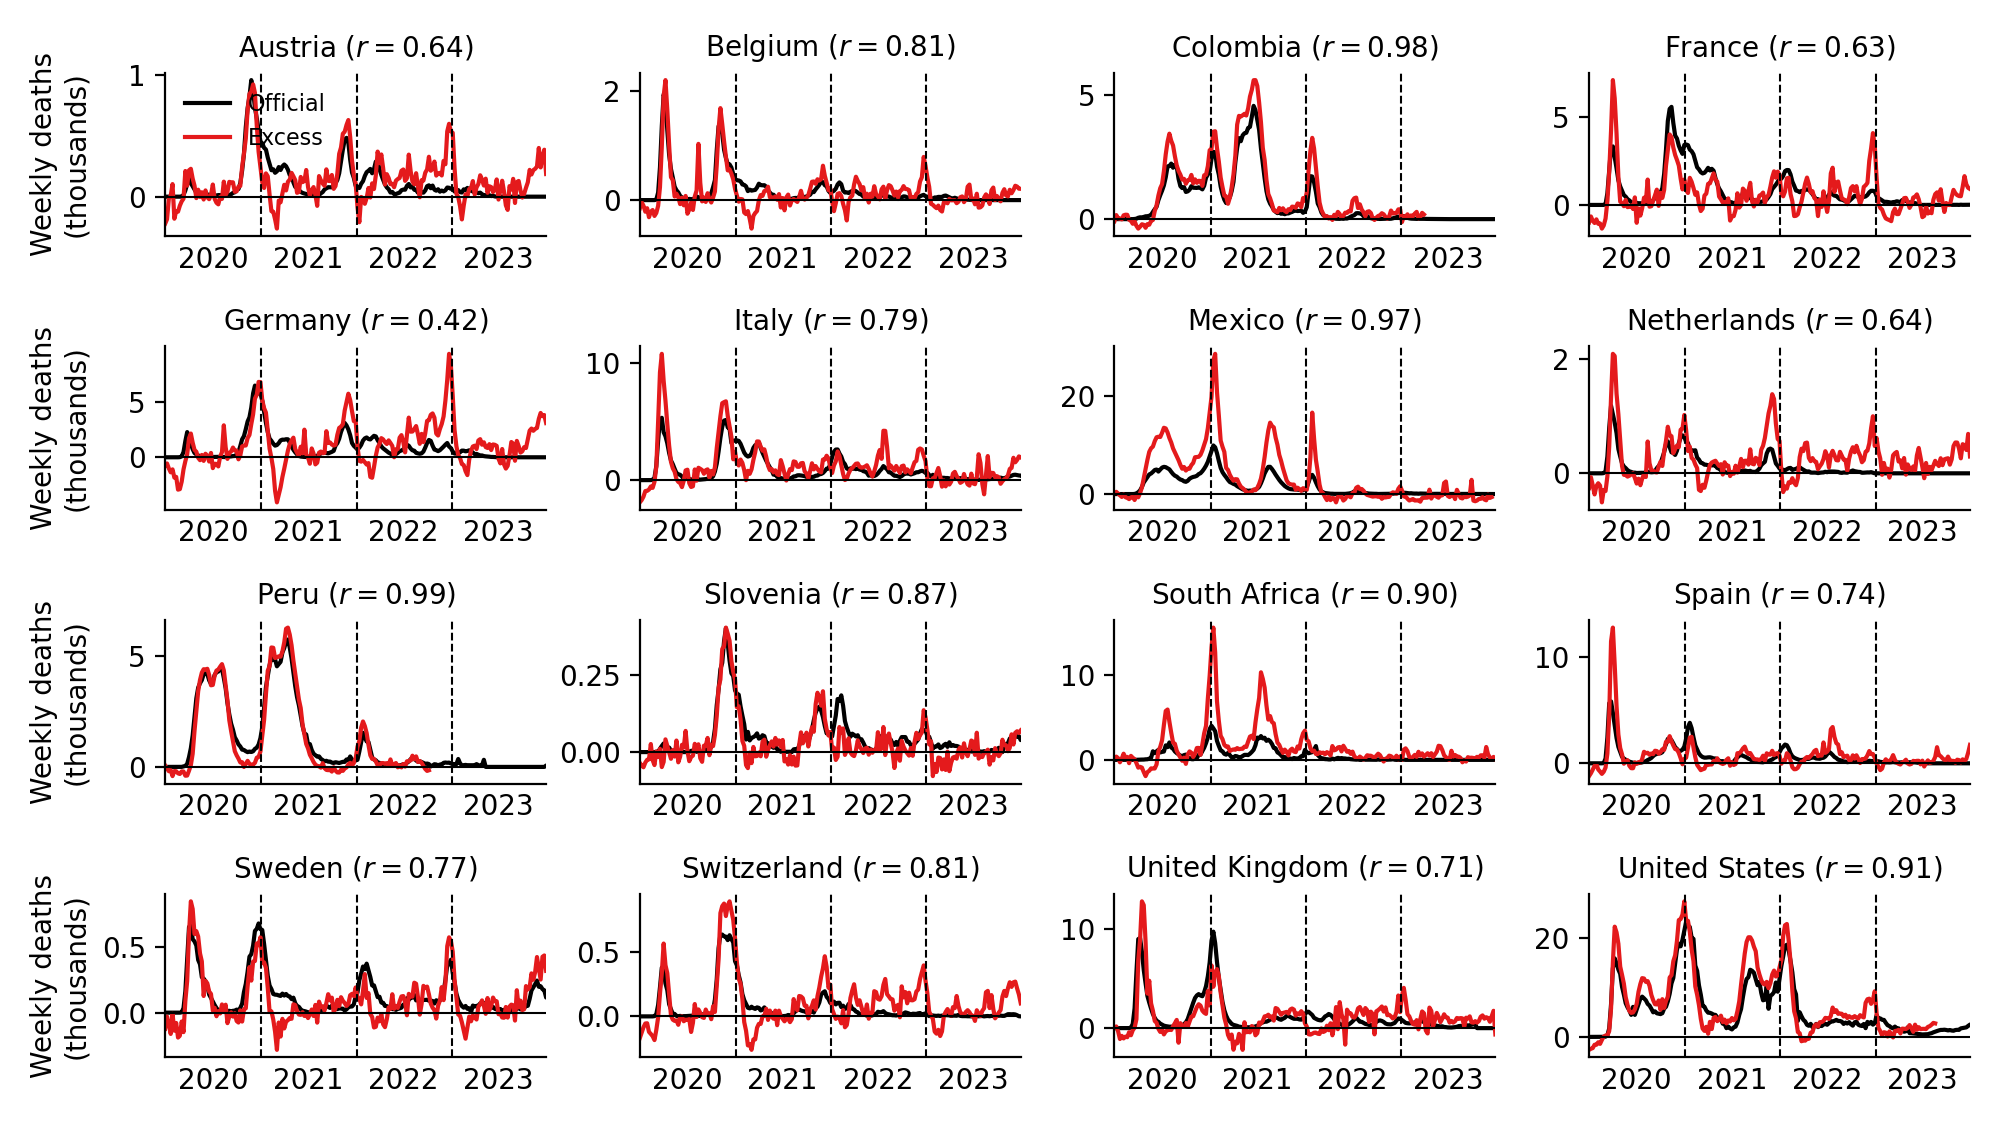 Austria (r = 0.64)
Weekly deaths
(thousands)
1
0
Official
Excess
2020 2021 2022 2023
Belgium (r = 0.81)
2
0
2020 2021 2022 2023
Colombia (r = 0.98)
5
0
2020 2021 2022 2023
France (r = 0.63)
5
0
2020 2021 2022 2023
Germany (r = 0.42)
Weekly deaths
(thousands)
5
0
2020 2021 2022 2023
Italy (r = 0.79)
10
0
2020 2021 2022 2023
Mexico (r = 0.97)
20
0
2020 2021 2022 2023
Netherlands (r = 0.64)
2
0
2020 2021 2022 2023
Peru (r = 0.99)
Weekly deaths
(thousands)
5
0
2020 2021 2022 2023
Slovenia (r = 0.87)
0.25
0.00
2020 2021 2022 2023
South Africa (r = 0.90)
10
0
2020 2021 2022 2023
Spain (r = 0.74)
10
0
2020 2021 2022 2023
Sweden (r = 0.77)
Weekly deaths
(thousands)
0.5
0.0
2020 2021 2022 2023
Switzerland (r = 0.81)
0.5
0.0
2020 2021 2022 2023
United Kingdom (r = 0.71)
10
0
2020 2021 2022 2023
United States (r = 0.91)
20
0
2020 2021 2022 2023